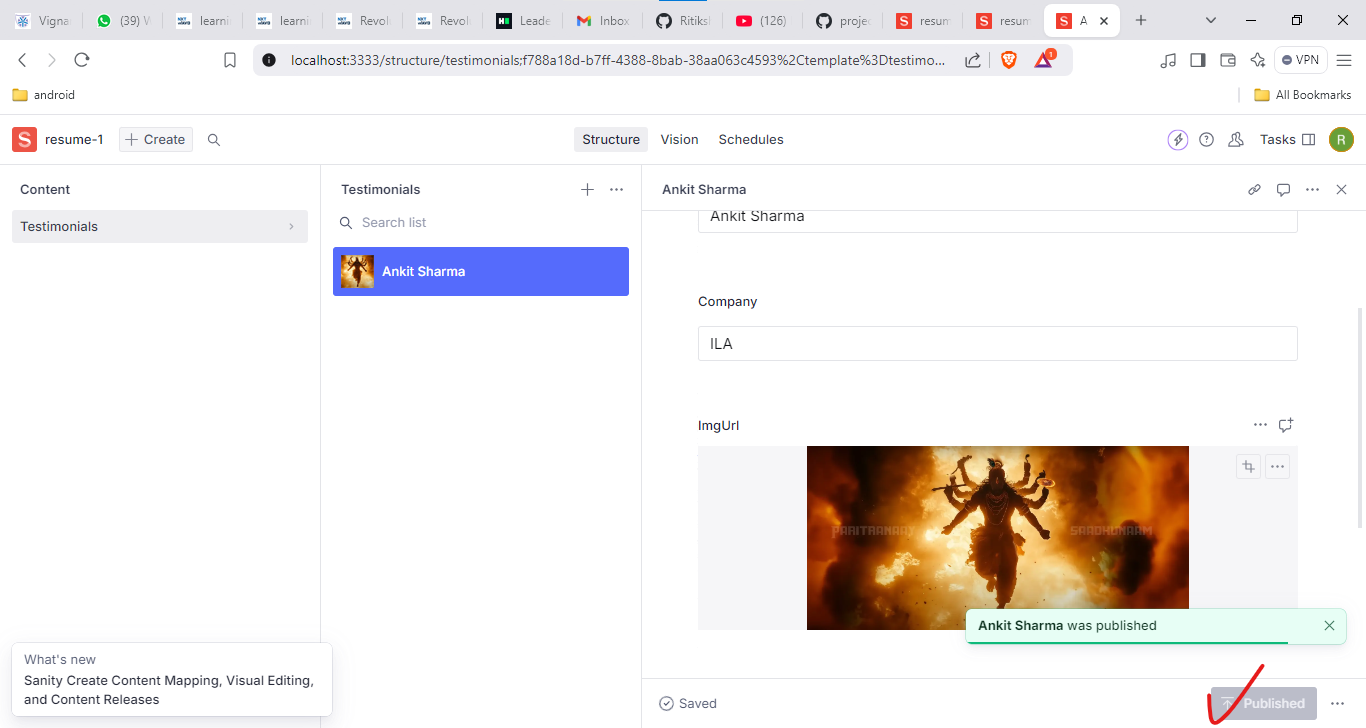 Vigna
(39) V
learni
learni
Revol
Revol
Leade
Inbox
Ritiksl
(126)
projec
resum
resum
A
localhost:3333/structure/testimonials;f788a18d-b7ff-4388-8bab-38aa063c4593%2Ctemplate%3Dtestimo...
1
VPN
android
All Bookmarks
S resume-1
Create
Structure
Vision
Schedules
Tasks
R
Content
Testimonials
Testimonials
Search list
Ankit Sharma
Ankit Sharma
Ankit Sharma
Company
ILA
ImgUrl
PARITRANAAY SAADHUNAAM
Ankit Sharma was published
What's new
Sanity Create Content Mapping, Visual Editing,
and Content Releases
Saved
Published